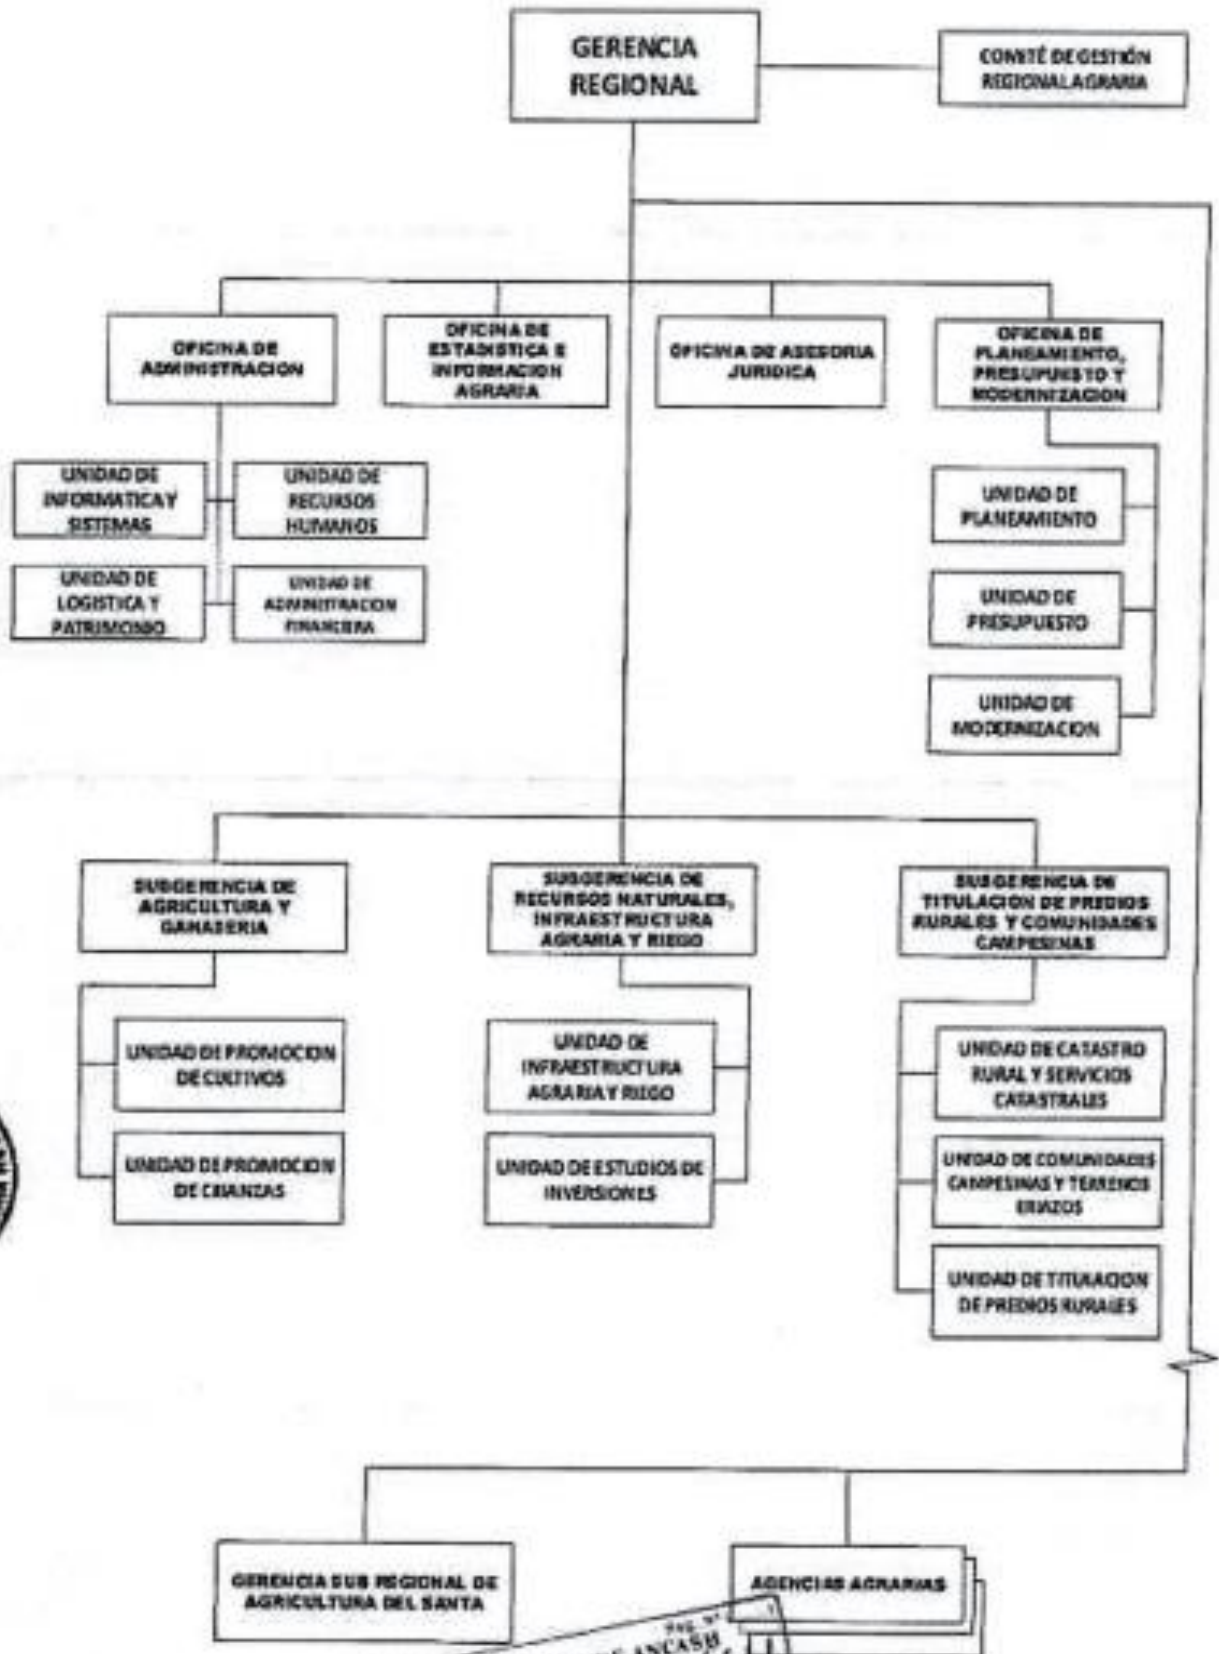 GERENCIA
REGIONAL
COMITÉ DE GESTIÓN
REGIONAL AGRARIA
OFICINA DE
ADMINISTRACION
OFICINA DE
ESTADISTICA E
INFORMACION
AGRARIA
OFICINA DE ASESORIA
JURIDICA
OFICINA DE
PLANEAMIENTO,
PRESUPUESTO Y
MODERNIZACION
UNIDAD DE
INFORMATICA Y
SISTEMAS
UNIDAD DE
RECURSOS
HUMANOS
UNIDAD DE
LOGISTICA Y
PATRIMONIO
UNIDAD DE
ADMINISTRACION
FINANCIERA
UNIDAD DE
PLANEAMIENTO
UNIDAD DE
PRESUPUESTO
UNIDAD DE
MODERNIZACION
SUBGERENCIA DE
AGRICULTURA Y
GANADERIA
SUBGERENCIA DE
RECURSOS NATURALES,
INFRAESTRUCTURA
AGRARIA Y RIEGO
SUBGERENCIA DE
TITULACION DE PREDIOS
RURALES Y COMUNIDADES
CAMPESINAS
UNIDAD DE PROMOCION
DE CULTIVOS
UNIDAD DE PROMOCION
DE CRIANZAS
UNIDAD DE
INFRAESTRUCTURA
AGRARIA Y RIEGO
UNIDAD DE ESTUDIOS DE
INVERSIONES
UNIDAD DE CATASTRO
RURAL Y SERVICIOS
CATASTRALES
UNIDAD DE COMUNIDADES
CAMPESINAS Y TERRENOS
ERIAZOS
UNIDAD DE TITULACION
DE PREDIOS RURALES
GERENCIA SUB REGIONAL DE
AGRICULTURA DEL SANTA
AGENCIAS AGRARIAS
Pag. N°
ANCASH